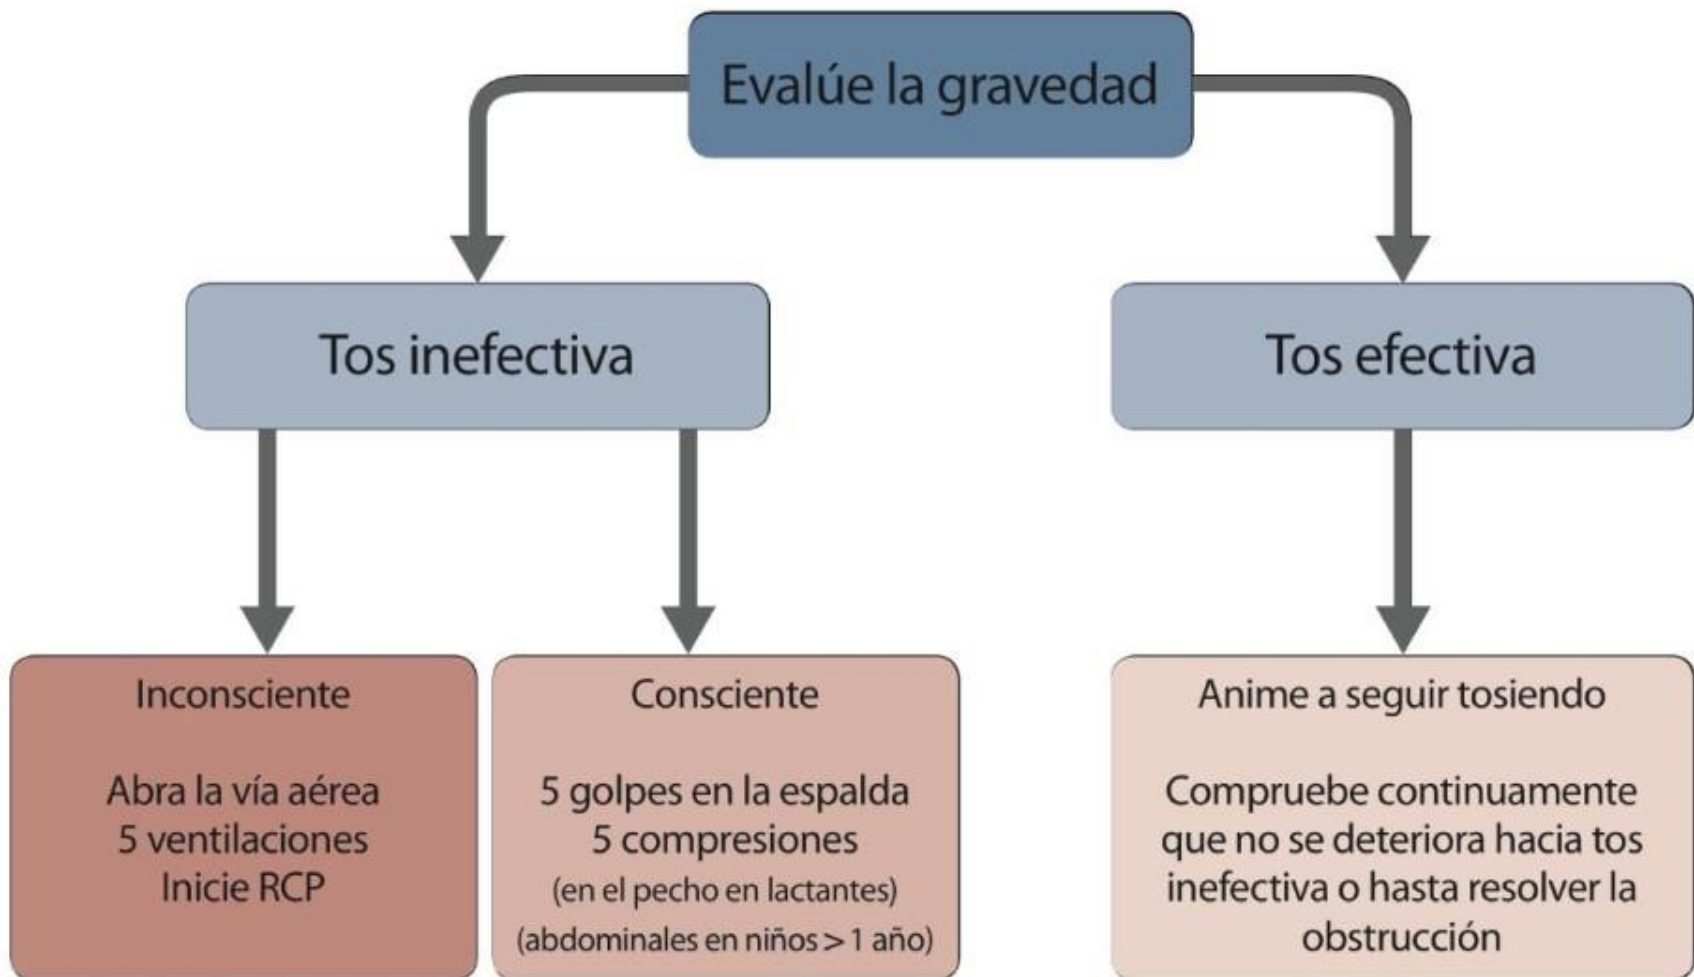 Evalúe la gravedad
Tos inefectiva
Tos efectiva
Inconsciente
Abra la vía aérea
5 ventilaciones
Inicie RCP
Consciente
5 golpes en la espalda
5 compresiones
(en el pecho en lactantes)
(abdominales en niños > 1 año)
Anime a seguir tosiendo
Compruebe continuamente
que no se deteriora hacia tos
inefectiva o hasta resolver la
obstrucción